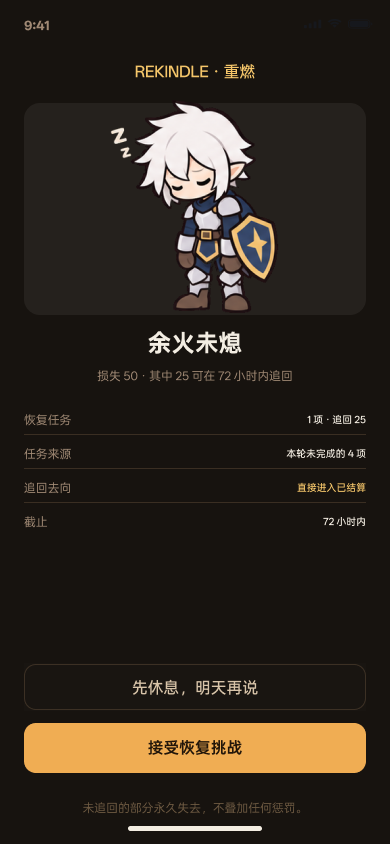 9:41
REKINDLE · 重燃
z
z
余火未熄
损失 50 · 其中 25 可在 72 小时内追回
恢复任务 1 项 · 追回 25
任务来源 本轮未完成的 4 项
追回去向 直接进入已结算
截止 72 小时内
先休息，明天再说
接受恢复挑战
未追回的部分永久失去，不叠加任何惩罚。